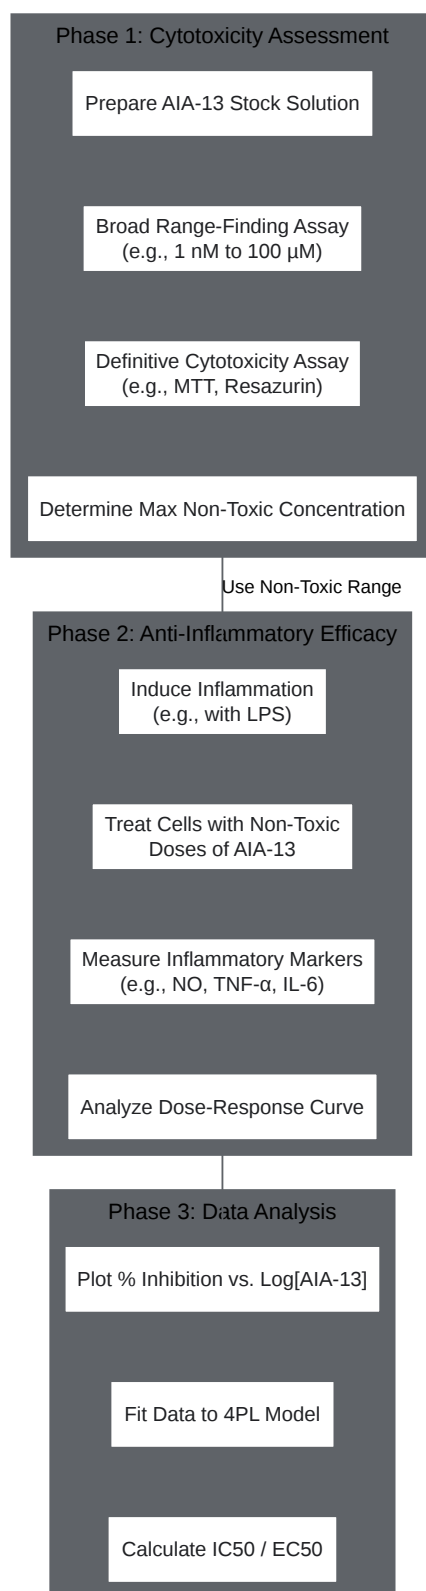 Phase 1: Cytotoxicity Assessment
Prepare AIA-13 Stock Solution
Broad Range-Finding Assay
(e.g., 1 nM to 100 µM)
Definitive Cytotoxicity Assay
(e.g., MTT, Resazurin)
Determine Max Non-Toxic Concentration
Use Non-Toxic Range
Phase 2: Anti-Inflammatory Efficacy
Induce Inflammation
(e.g., with LPS)
Treat Cells with Non-Toxic
Doses of AIA-13
Measure Inflammatory Markers
(e.g., NO, TNF-α, IL-6)
Analyze Dose-Response Curve
Phase 3: Data Analysis
Plot % Inhibition vs. Log[AIA-13]
Fit Data to 4PL Model
Calculate IC50 / EC50